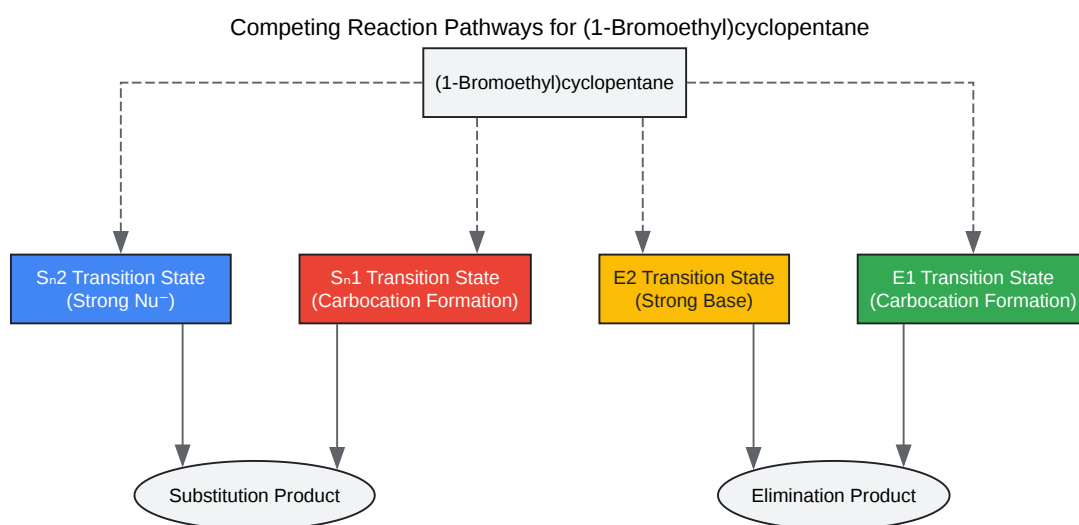 Competing Reaction Pathways for (1-Bromoethyl)cyclopentane
(1-Bromoethyl)cyclopentane
Sₙ2 Transition State
(Strong Nu⁻)
Sₙ1 Transition State
(Carbocation Formation)
E2 Transition State
(Strong Base)
E1 Transition State
(Carbocation Formation)
Substitution Product
Elimination Product